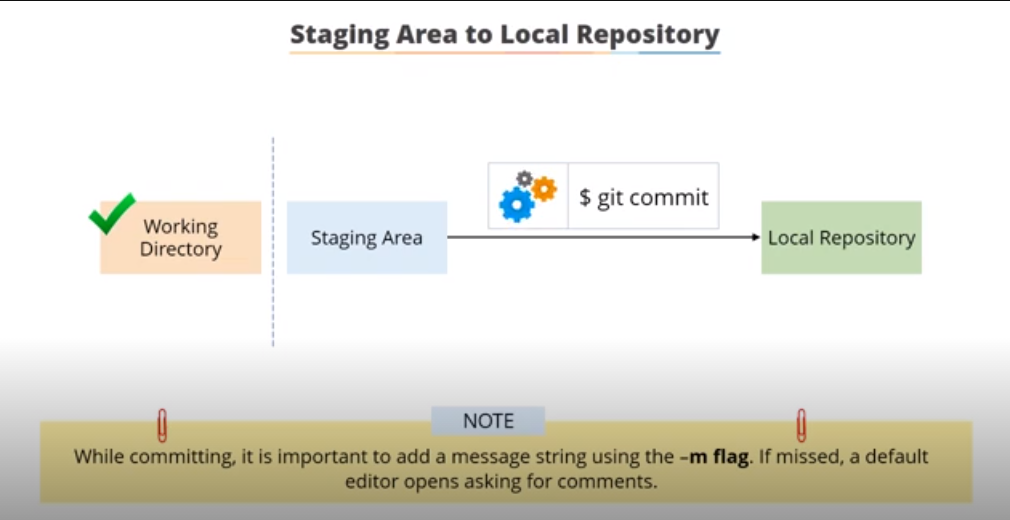 Staging Area to Local Repository
$ git commit
Working
Directory
Staging Area
Local Repository
NOTE
While committing, it is important to add a message string using the –m flag. If missed, a default
editor opens asking for comments.